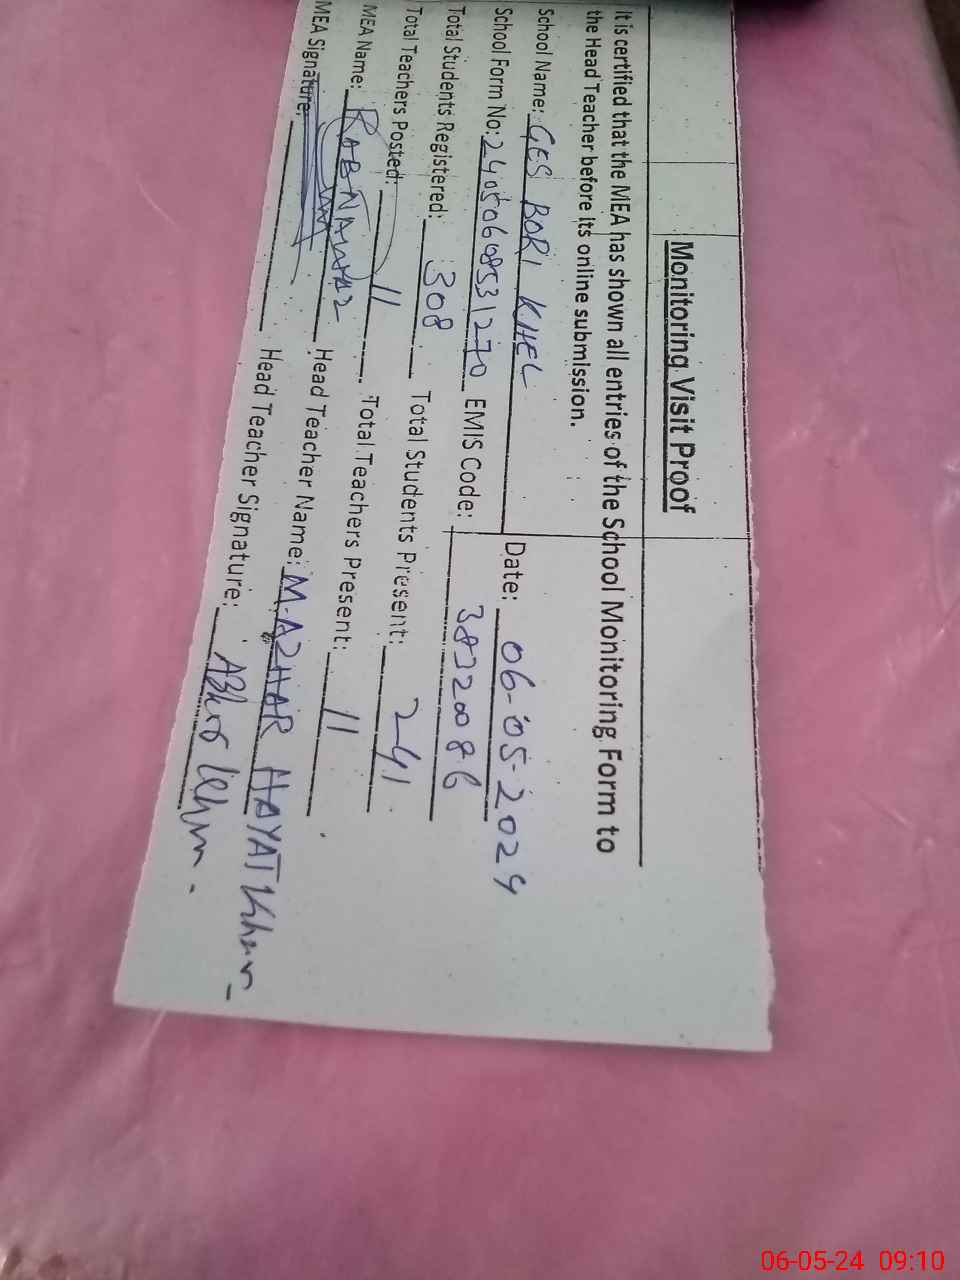 Monitoring Visit Proof
It is certified that the MEA has shown all entries of the School Monitoring Form to
the Head Teacher before its online submission.
School Name: GES BORI KHEL Date: 06-05-2024
School Form No: 24050608531270 EMIS Code: 38320086
Total Students Registered: 308 Total Students Present: 241
Total Teachers Posted: 11 Total Teachers Present: 11
MEA Name: RABNAWAZ Head Teacher Name: M.AZHAR HAYAT Khan
MEA Signature: Head Teacher Signature:
06-05-24 09:10